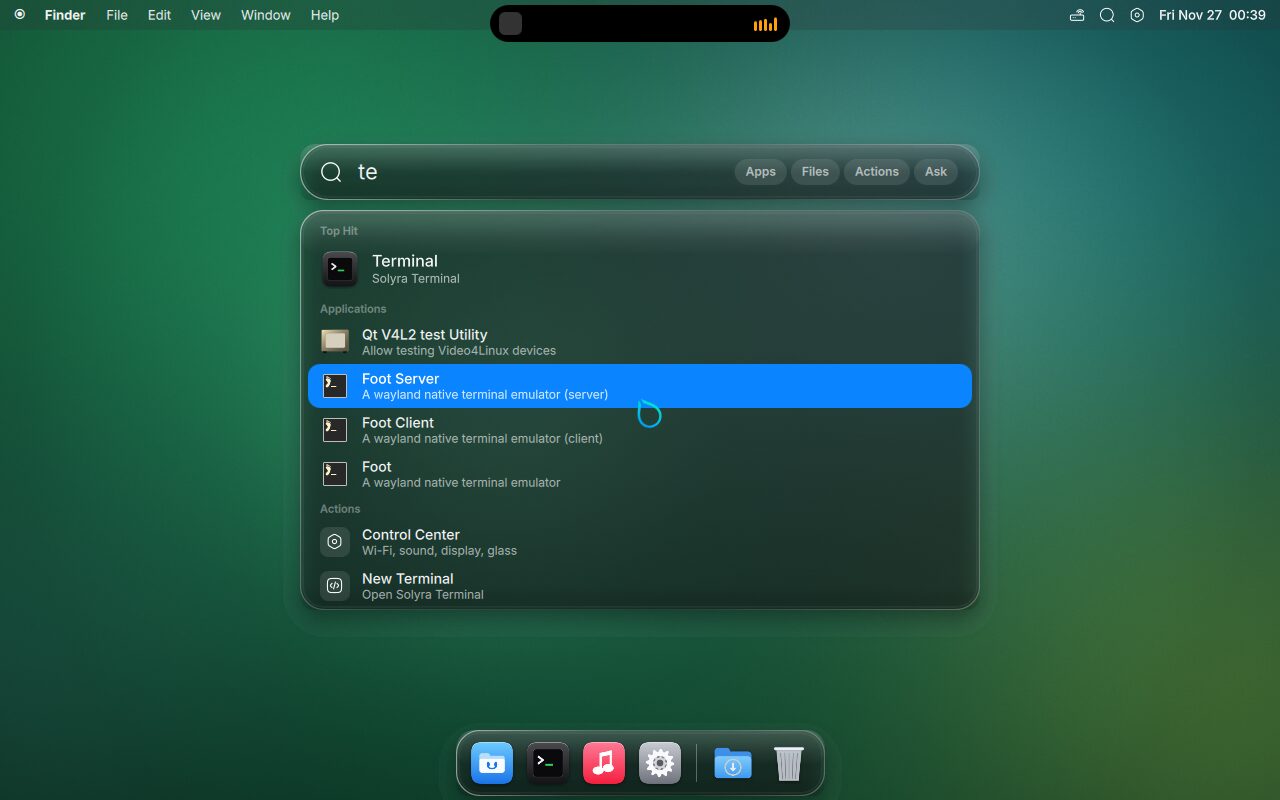 Finder File Edit View Window Help Fri Nov 27 00:39
te Apps Files Actions Ask
Top Hit
Terminal
Solyra Terminal
Applications
Qt V4L2 test Utility
Allow testing Video4Linux devices
Foot Server
A wayland native terminal emulator (server)
Foot Client
A wayland native terminal emulator (client)
Foot
A wayland native terminal emulator
Actions
Control Center
Wi-Fi, sound, display, glass
New Terminal
Open Solyra Terminal